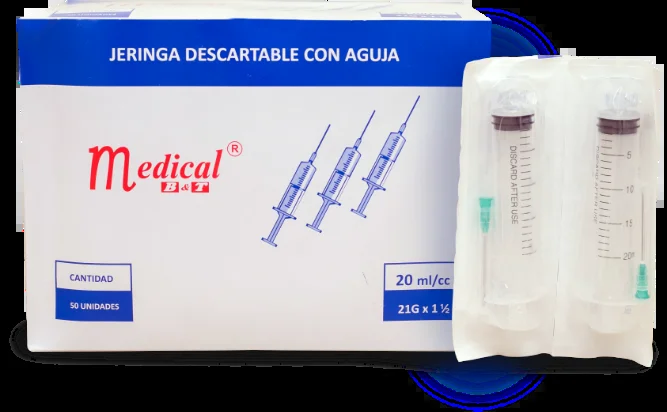 JERINGA DESCARTABLE CON AGUJA
medical ®
B&T
CANTIDAD
50 UNIDADES
20 ml/cc
21G x 1 ½
DISCARD AFTER USE
5
10
15
20